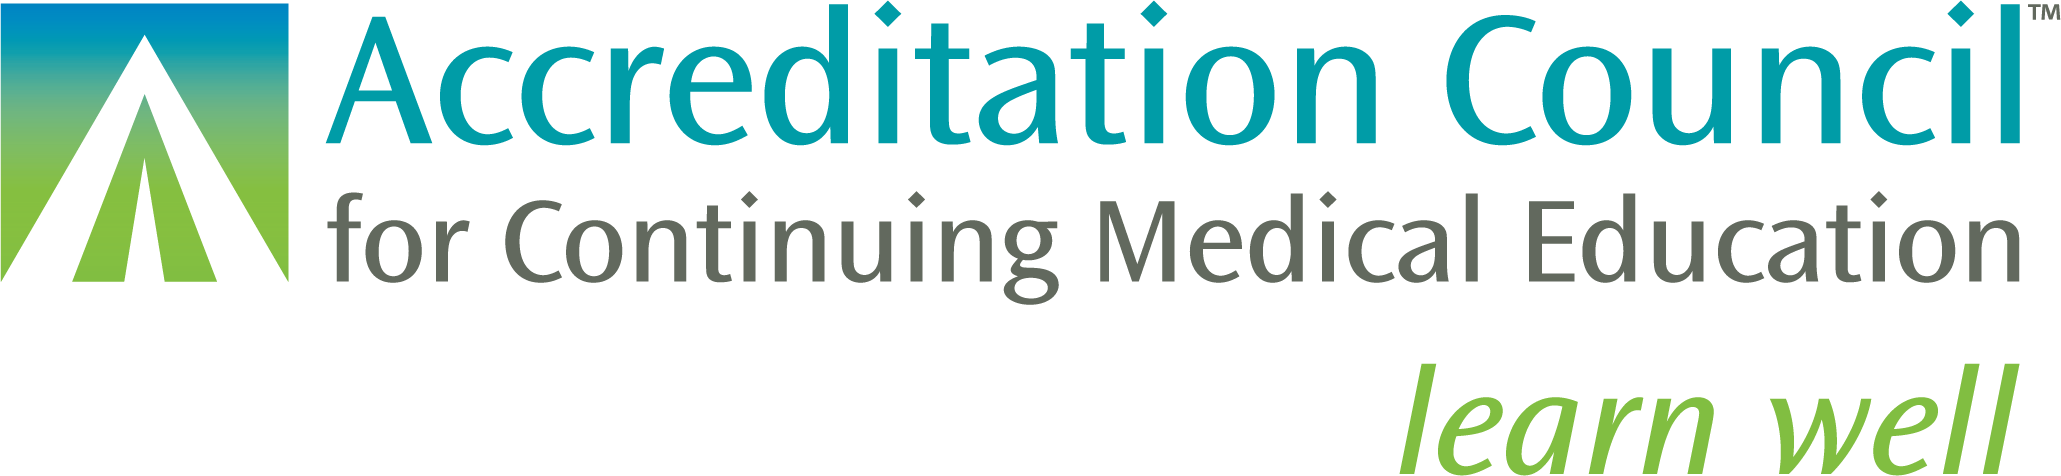 Accreditation Council™
for Continuing Medical Education
learn well